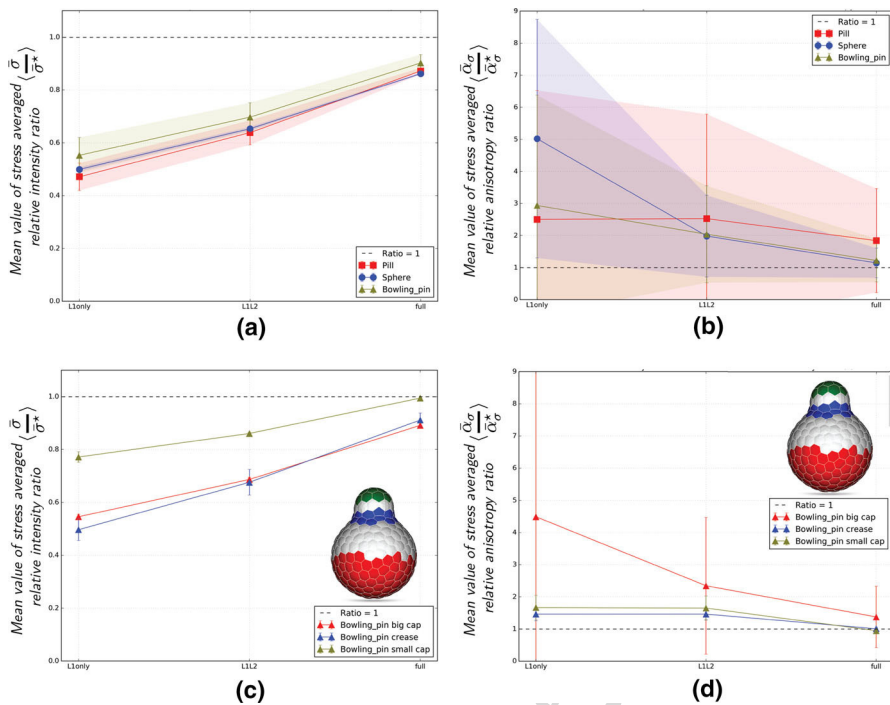 Mean value of stress averaged ⟨σ̄/σ̄*⟩
relative intensity ratio
1.0
0.8
0.6
0.4
0.2
0.0
Ratio = 1
Pill
Sphere
Bowling_pin
L1only L1L2 full
(a)
Mean value of stress averaged ⟨ᾱσ/ᾱ*σ⟩
relative anisotropy ratio
9
8
7
6
5
4
3
2
1
0
Ratio = 1
Pill
Sphere
Bowling_pin
L1only L1L2 full
(b)
Mean value of stress averaged ⟨σ̄/σ̄*⟩
relative intensity ratio
1.0
0.8
0.6
0.4
0.2
0.0
Ratio = 1
Bowling_pin big cap
Bowling_pin crease
Bowling_pin small cap
L1only L1L2 full
(c)
Mean value of stress averaged ⟨ᾱσ/ᾱ*σ⟩
relative anisotropy ratio
9
8
7
6
5
4
3
2
1
0
Ratio = 1
Bowling_pin big cap
Bowling_pin crease
Bowling_pin small cap
L1only L1L2 full
(d)